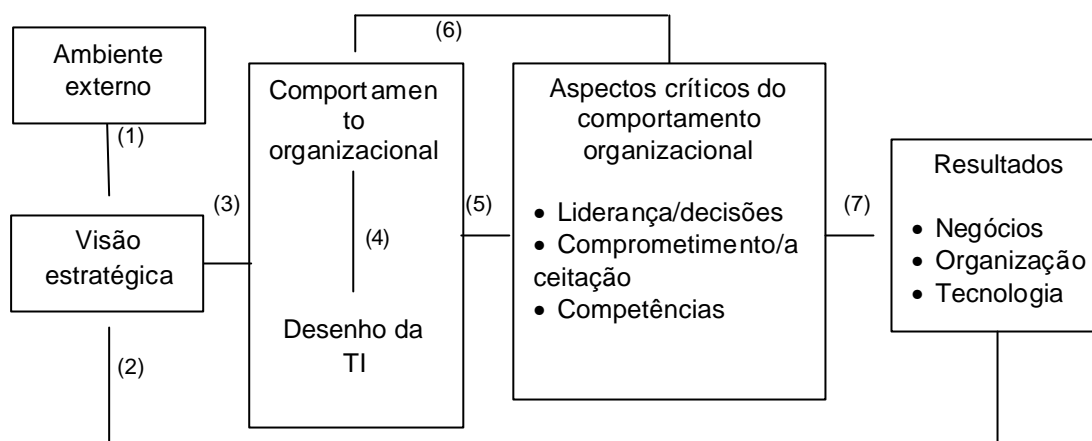 Ambiente
externo
(1)
Visão
estratégica
(2)
(3)
Comportamen
to
organizacional
(4)
Desenho da
TI
(5)
(6)
Aspectos críticos do
comportamento
organizacional
• Liderança/decisões
• Comprometimento/a
ceitação
• Competências
(7)
Resultados
• Negócios
• Organização
• Tecnologia